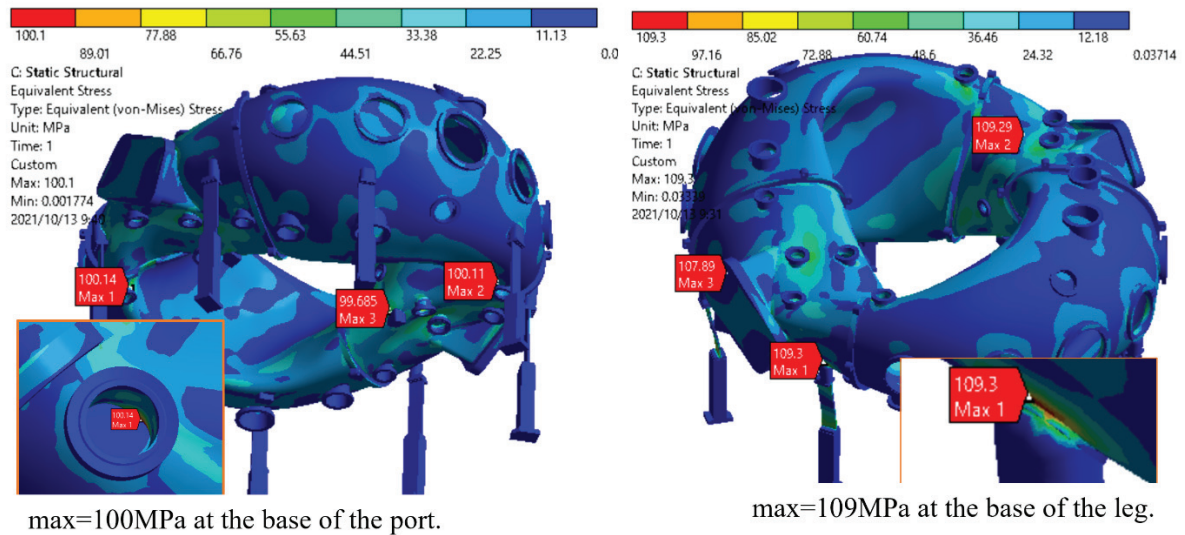 100.1 77.88 55.63 33.38 11.13
89.01 66.76 44.51 22.25 0.0
C: Static Structural
Equivalent Stress
Type: Equivalent (von-Mises) Stress
Unit: MPa
Time: 1
Custom
Max: 100.1
Min: 0.001774
2021/10/13
100.14
Max 1
99.685
Max 3
100.11
Max 2
100.14
Max 1
max=100MPa at the base of the port.
109.3 85.02 60.74 36.46 12.18
97.16 72.88 48.6 24.32 0.03714
C: Static Structural
Equivalent Stress
Type: Equivalent (von-Mises) Stress
Unit: MPa
Time: 1
Custom
Max: 109.3
Min: 0.03339
2021/10/13 9:31
109.29
Max 2
107.89
Max 3
109.3
Max 1
109.3
Max 1
max=109MPa at the base of the leg.